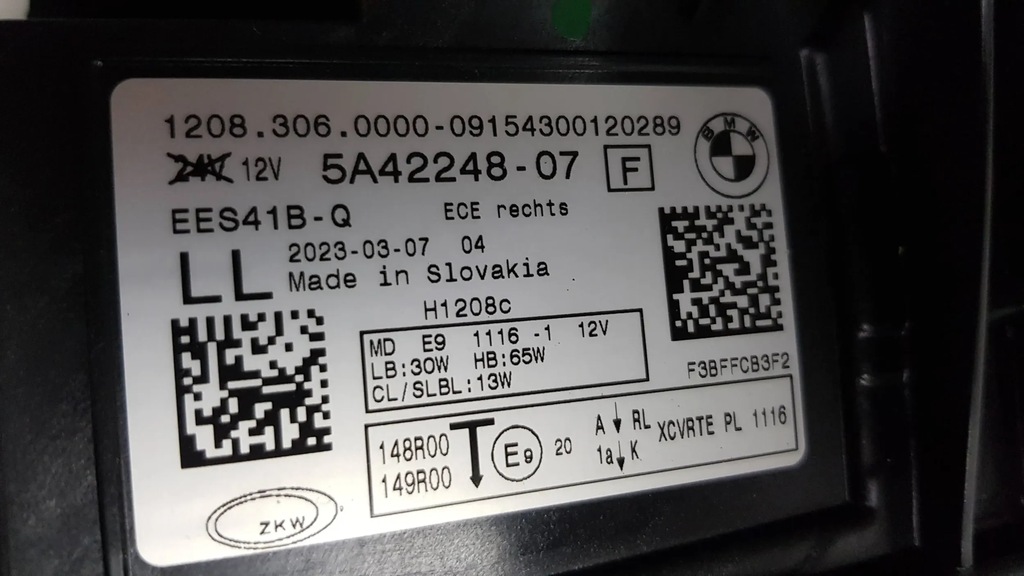 1208.306.0000-09154300120289
BMW
24V 12V 5A42248-07 F
EES41B-Q ECE rechts
LL 2023-03-07 04
Made in Slovakia
H1208c
MD E9 1116 -1 12V
LB:30W HB:65W
CL/SLBL:13W
F3BFFCB3F2
148R00 T E9 20 A RL XCVRTE PL 1116
149R00 1a K
ZKW